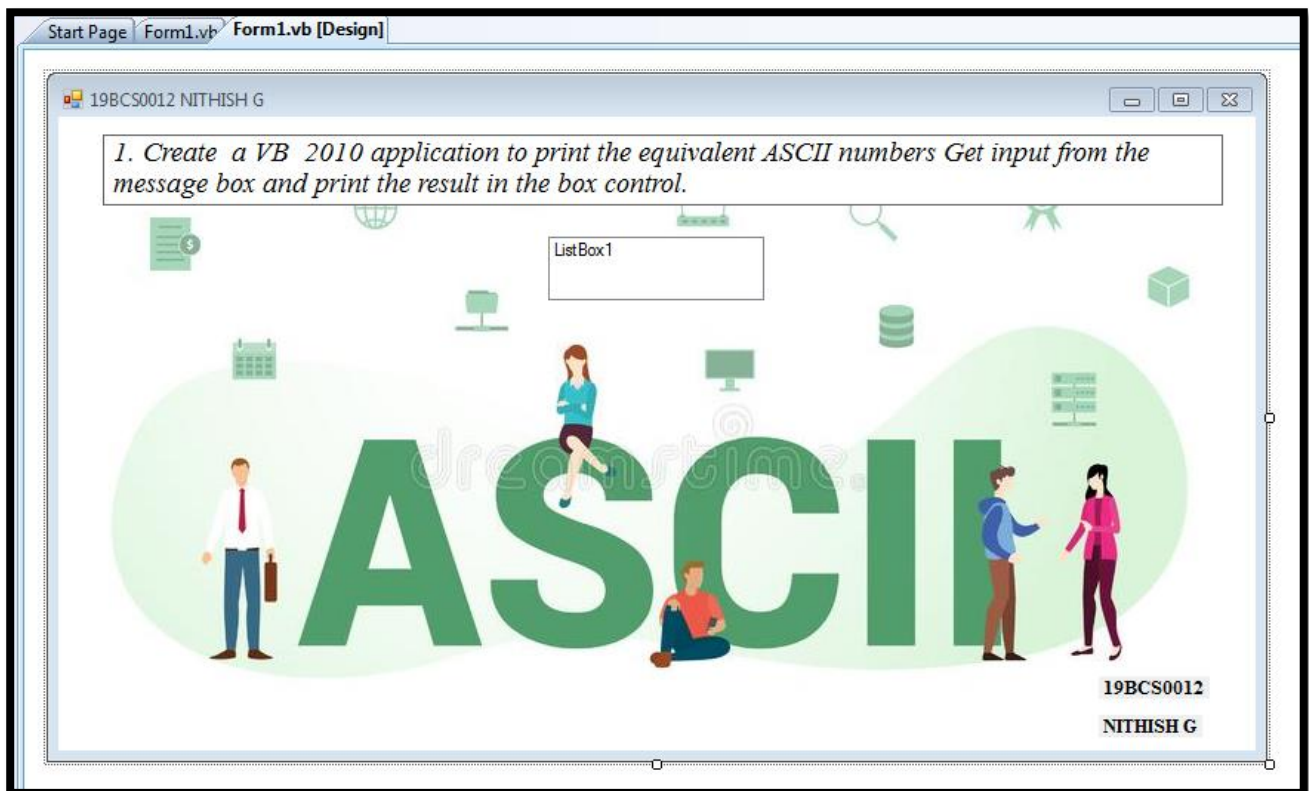 Start Page Form1.vb Form1.vb [Design]
19BCS0012 NITHISH G
1. Create a VB 2010 application to print the equivalent ASCII numbers Get input from the
message box and print the result in the box control.
ListBox1
dreamstime.
ASCII
19BCS0012
NITHISH G